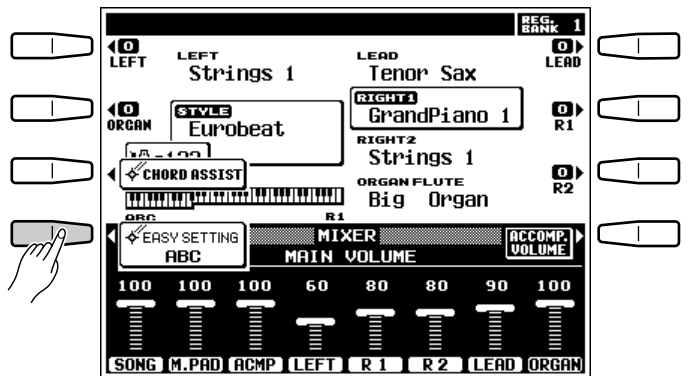 REG. 1
BANK
0
LEFT
LEFT
Strings 1
LEAD
Tenor Sax
0
LEAD
0
ORGAN
STYLE
Eurobeat
RIGHT1
GrandPiano 1
0
R1
RIGHT2
Strings 1
CHORD ASSIST
ORGAN FLUTE
Big Organ
0
R2
ABC
R1
EASY SETTING
ABC
MIXER
MAIN VOLUME
ACCOMP.
VOLUME
100 100 100 60 80 80 90 100
SONG M.PAD ACMP LEFT R 1 R 2 LEAD ORGAN